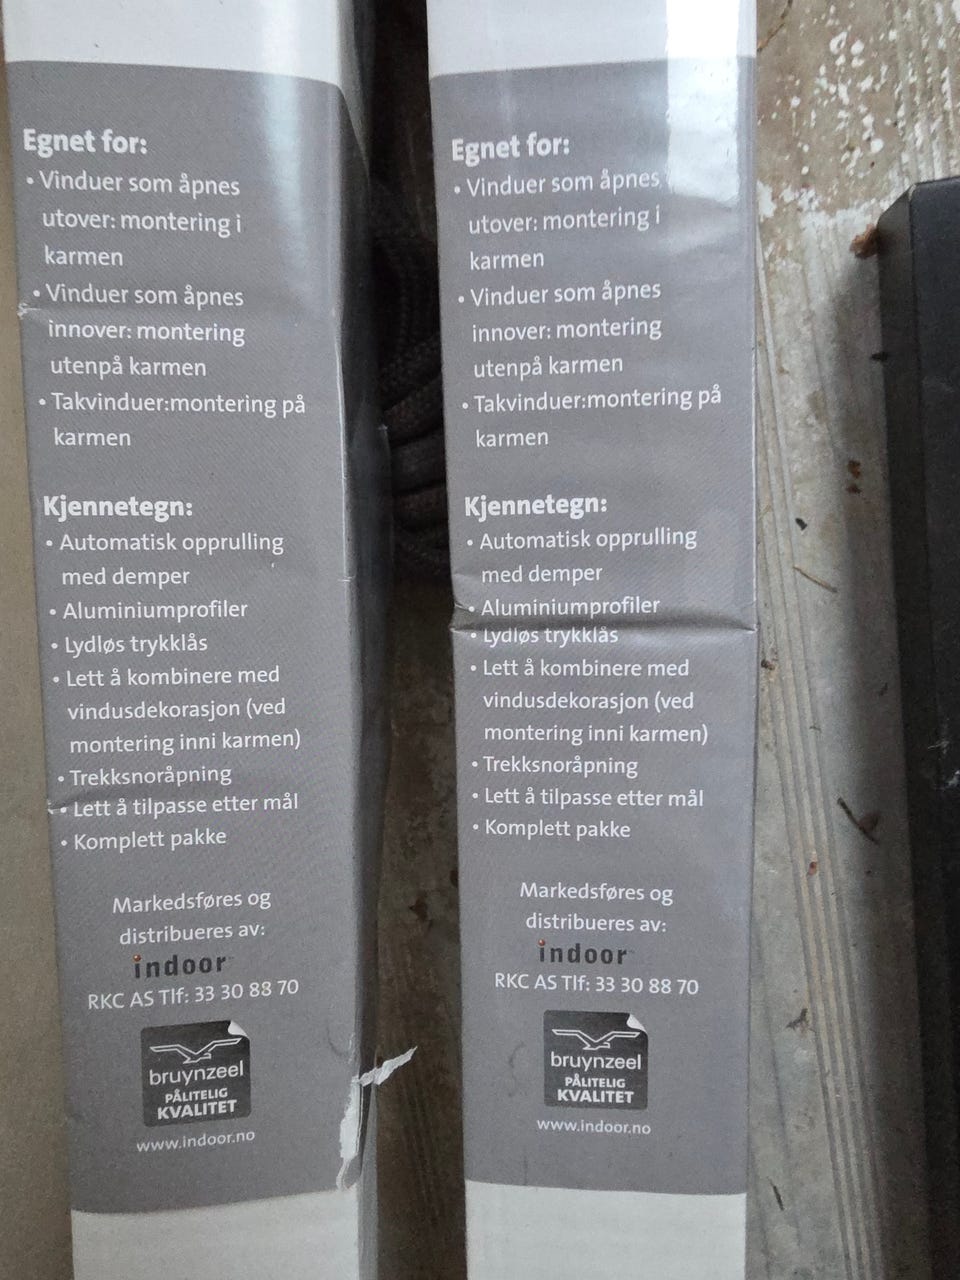 Egnet for:
• Vinduer som åpnes
utover: montering i
karmen
• Vinduer som åpnes
innover: montering
utenpå karmen
• Takvinduer:montering på
karmen
Kjennetegn:
• Automatisk opprulling
med demper
• Aluminiumprofiler
• Lydløs trykklås
• Lett å kombinere med
vindusdekorasjon (ved
montering inni karmen)
• Trekksnoråpning
• Lett å tilpasse etter mål
• Komplett pakke
Markedsføres og
distribueres av:
indoor
RKC AS Tlf: 33 30 88 70
bruynzeel
PÅLITELIG
KVALITET
www.indoor.no
Egnet for:
• Vinduer som åpnes
utover: montering i
karmen
• Vinduer som åpnes
innover: montering
utenpå karmen
• Takvinduer:montering på
karmen
Kjennetegn:
• Automatisk opprulling
med demper
• Aluminiumprofiler
• Lydløs trykklås
• Lett å kombinere med
vindusdekorasjon (ved
montering inni karmen)
• Trekksnoråpning
• Lett å tilpasse etter mål
• Komplett pakke
Markedsføres og
distribueres av:
indoor
RKC AS Tlf: 33 30 88 70
bruynzeel
PÅLITELIG
KVALITET
www.indoor.no